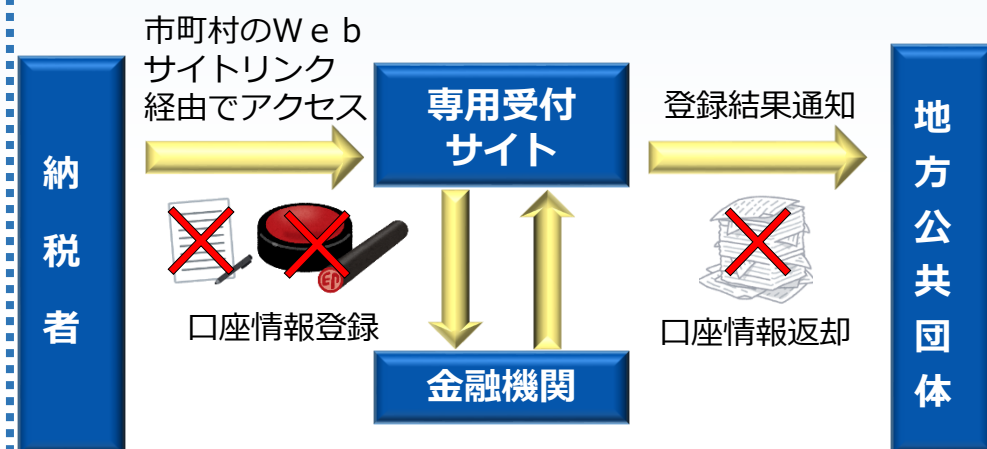 市町村のＷｅｂ
サイトリンク
経由でアクセス
納税者
口座情報登録
専用受付
サイト
金融機関
登録結果通知
口座情報返却
地方公共団体